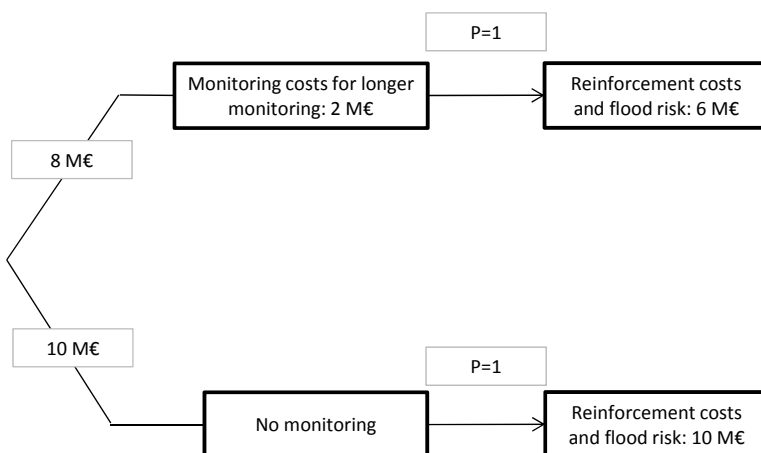 P=1
Monitoring costs for longer
monitoring: 2 M€
Reinforcement costs
and flood risk: 6 M€
8 M€
10 M€
P=1
No monitoring
Reinforcement costs
and flood risk: 10 M€